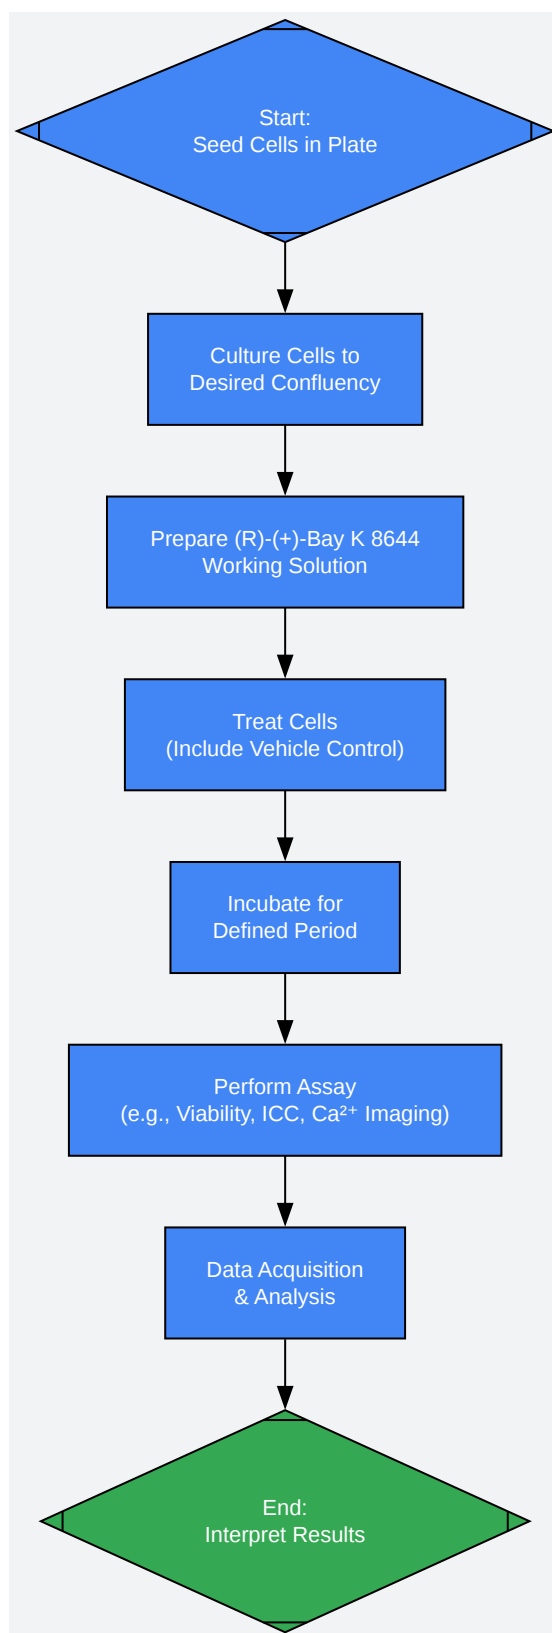 Start:
Seed Cells in Plate
Culture Cells to
Desired Confluency
Prepare (R)-(+)-Bay K 8644
Working Solution
Treat Cells
(Include Vehicle Control)
Incubate for
Defined Period
Perform Assay
(e.g., Viability, ICC, Ca²⁺ Imaging)
Data Acquisition
& Analysis
End:
Interpret Results